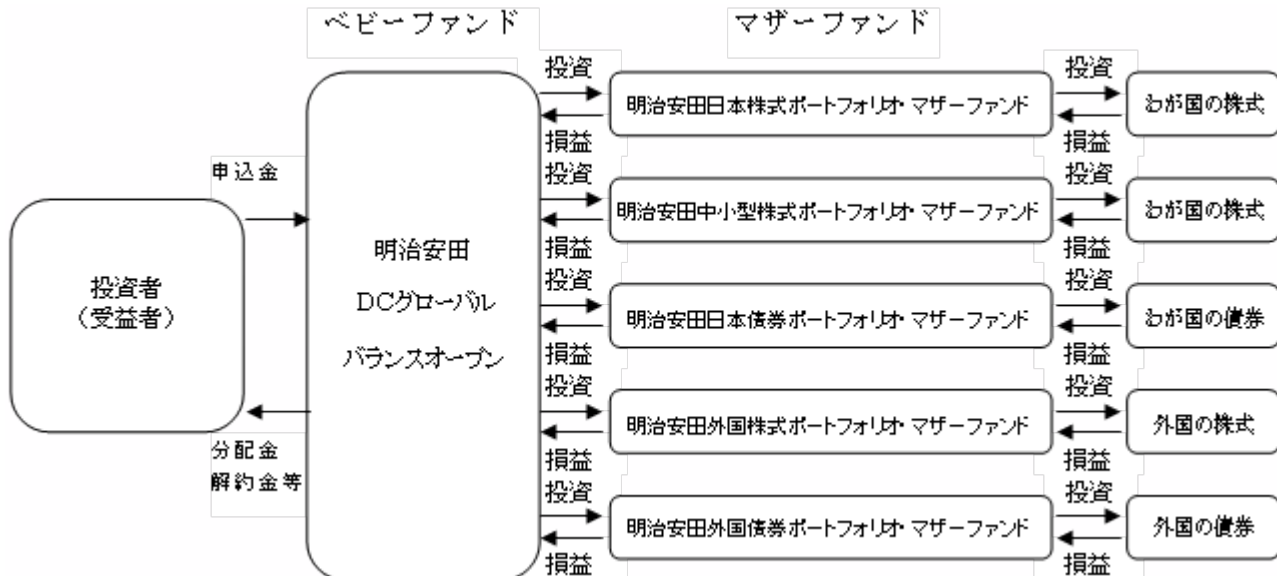 ベビーファンド
マザーファンド
投資者
（受益者）
申込金
分配金
解約金等
明治安田
DCグローバル
バランスオープン
投資
損益
明治安田日本株式ポートフォリオ・マザーファンド
投資
損益
わが国の株式
投資
損益
明治安田中小型株式ポートフォリオ・マザーファンド
投資
損益
わが国の株式
投資
損益
明治安田日本債券ポートフォリオ・マザーファンド
投資
損益
わが国の債券
投資
損益
明治安田外国株式ポートフォリオ・マザーファンド
投資
損益
外国の株式
投資
損益
明治安田外国債券ポートフォリオ・マザーファンド
投資
損益
外国の債券